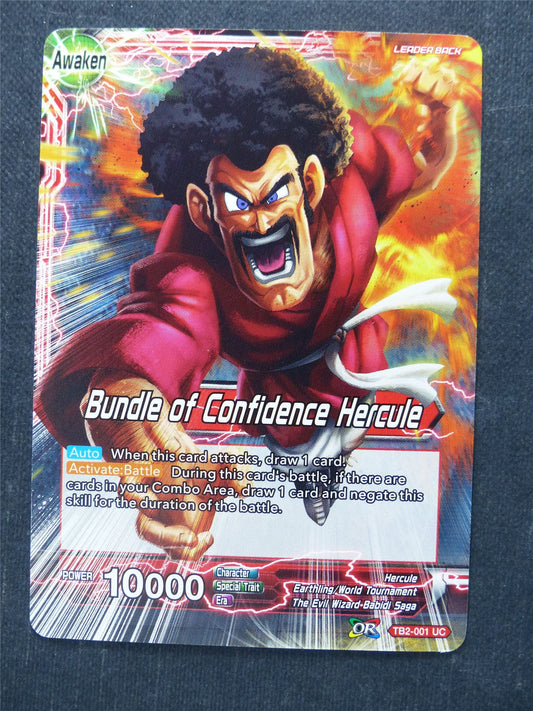 Awaken
LEADER BACK
Bundle of Confidence Hercule
Auto When this card attacks, draw 1 card!
Activate:Battle During this card's battle, if there are
cards in your Combo Area, draw 1 card and negate this
skill for the duration of the battle.
POWER 10000
Character Hercule
Special Trait Earthling/World Tournament
Era The Evil Wizard Babidi Saga
OR TB2-001 UC